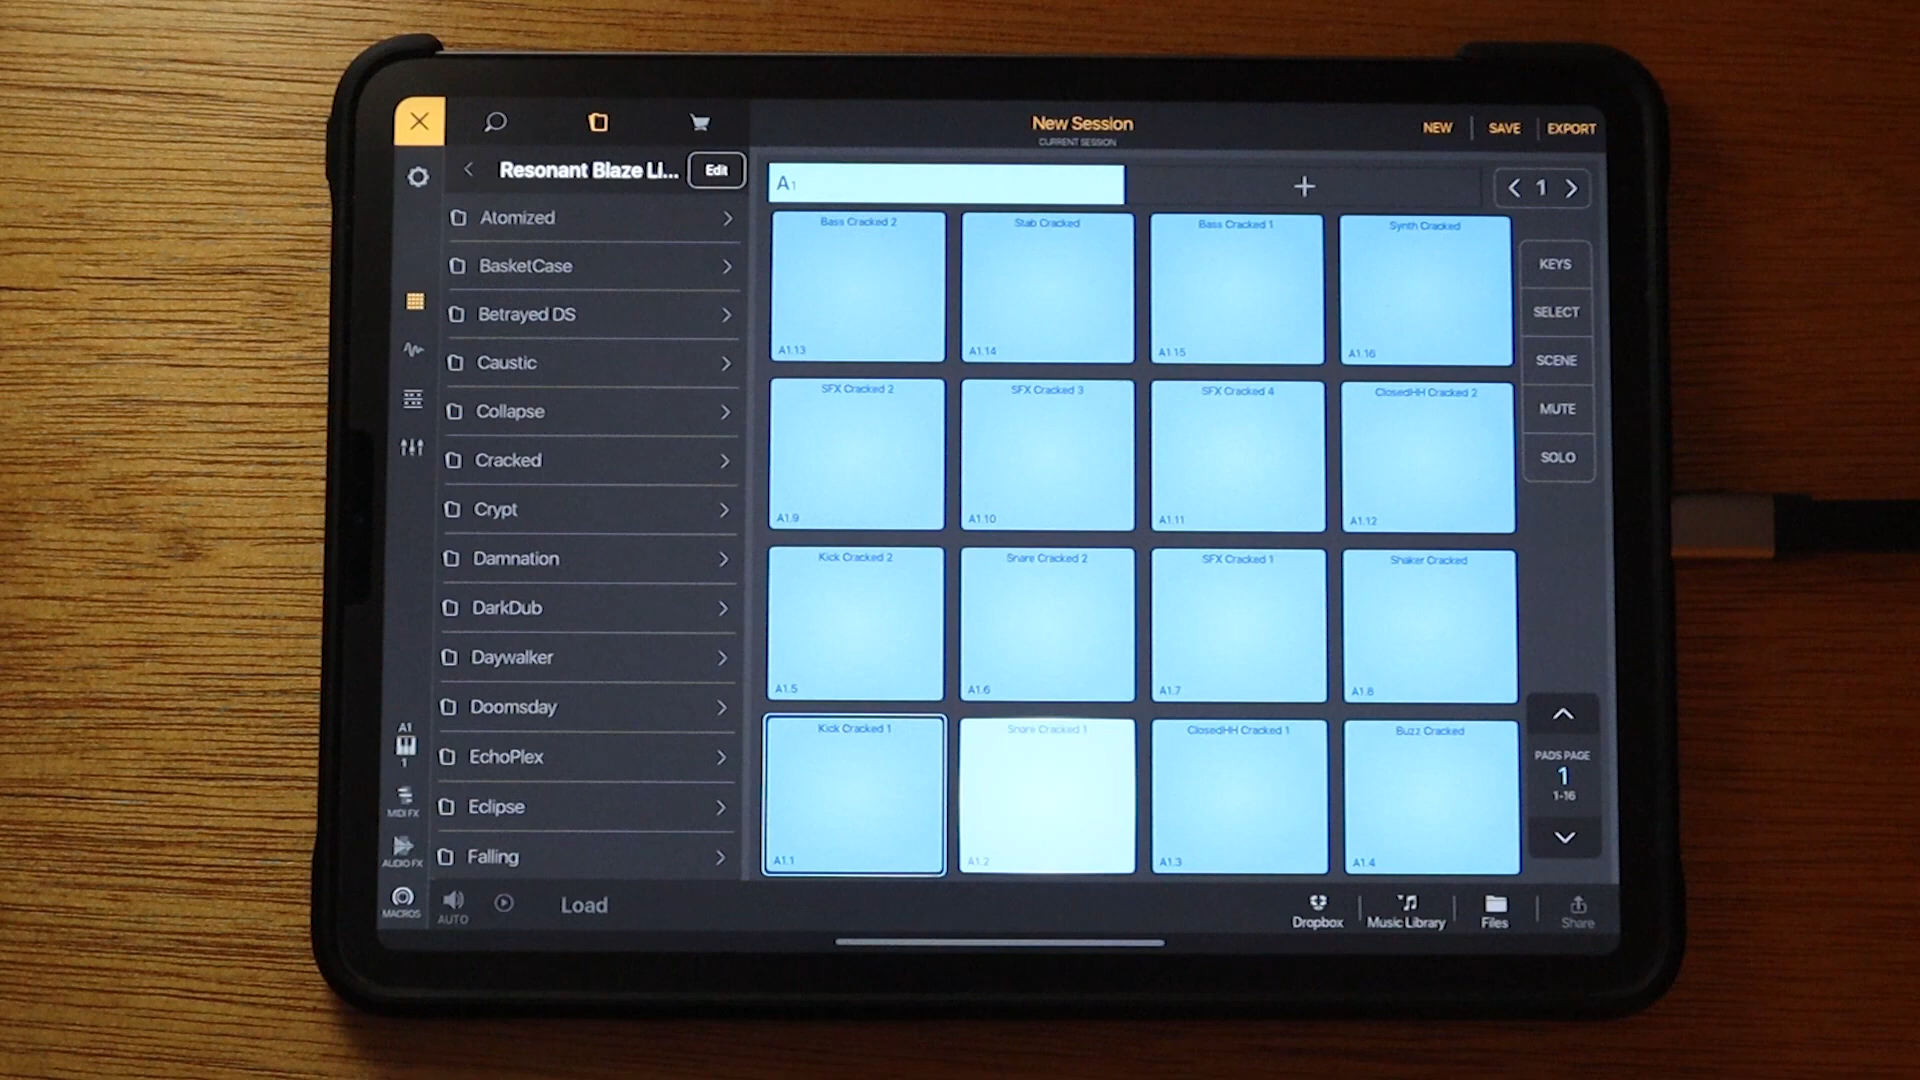 New Session
CURRENT SESSION
NEW
SAVE
EXPORT
Resonant Blaze LI...
Edit
A1
+
1
Atomized
BasketCase
Betrayed DS
Caustic
Collapse
Cracked
Crypt
Damnation
DarkDub
Daywalker
Doomsday
EchoPlex
Eclipse
Falling
Bass Cracked 2
A1.13
Stab Cracked
A1.14
Bass Cracked 1
A1.15
Synth Cracked
A1.16
SFX Cracked 2
A1.9
SFX Cracked 3
A1.10
SFX Cracked 4
A1.11
ClosedHH Cracked 2
A1.12
Kick Cracked 2
A1.5
Snare Cracked 2
A1.6
SFX Cracked 1
A1.7
Shaker Cracked
A1.8
Kick Cracked 1
A1.1
Snare Cracked 1
A1.2
ClosedHH Cracked 1
A1.3
Buzz Cracked
A1.4
KEYS
SELECT
SCENE
MUTE
SOLO
PADS PAGE
1
1-16
A1
1
MIDI FX
AUDIO FX
MACROS
AUTO
Load
Dropbox
Music Library
Files
Share